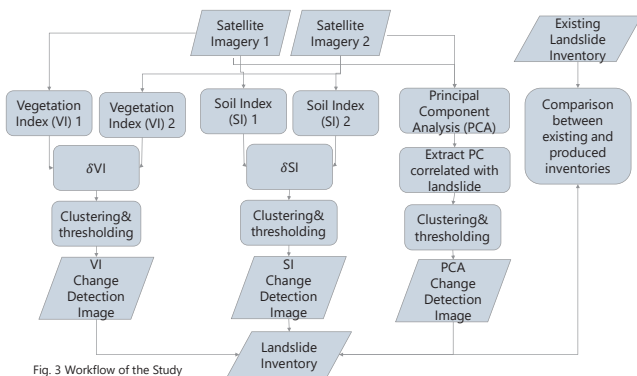 Satellite
Imagery 1
Satellite
Imagery 2
Existing
Landslide
Inventory
Vegetation
Index (VI) 1
Vegetation
Index (VI) 2
Soil Index
(SI) 1
Soil Index
(SI) 2
Principal
Component
Analysis (PCA)
Comparison
between
existing and
produced
inventories
δVI
δSI
Extract PC
correlated with
landslide
Clustering&
thresholding
Clustering&
thresholding
Clustering&
thresholding
VI
Change
Detection
Image
SI
Change
Detection
Image
PCA
Change
Detection
Image
Landslide
Inventory
Fig. 3 Workflow of the Study